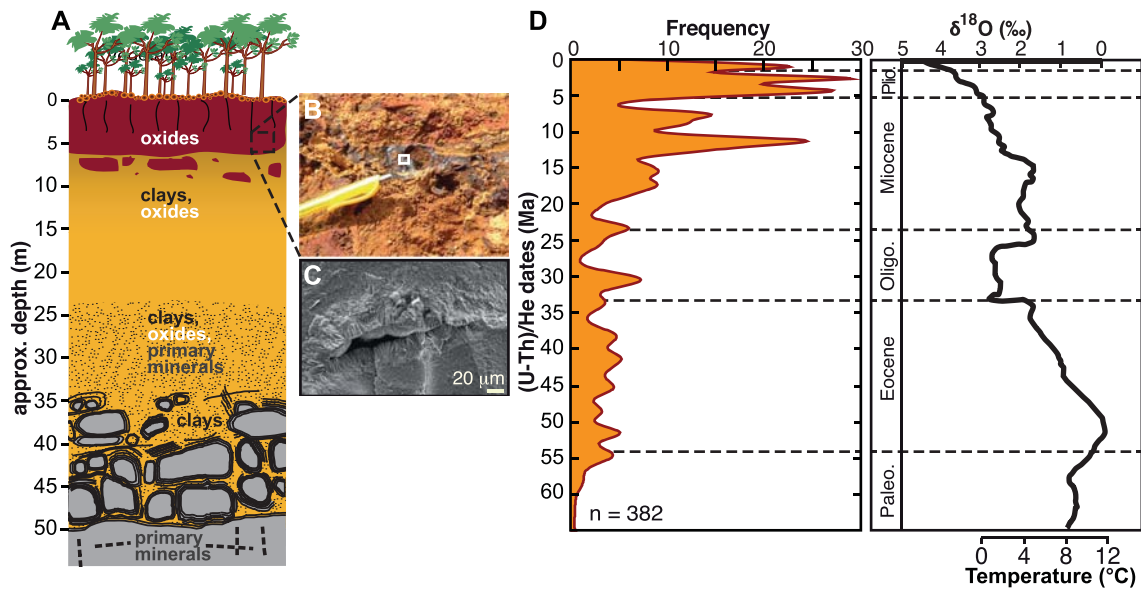 A
0
5
10
15
20
25
30
35
40
45
50
approx. depth (m)
oxides
clays,
oxides
clays,
oxides,
primary
minerals
clays
primary
minerals
B
C
20 µm
D
Frequency
0 10 20 30
(U-Th)/He dates (Ma)
0
5
10
15
20
25
30
35
40
45
50
55
60
n = 382
δ¹⁸O (‰)
5 4 3 2 1 0
Plio.
Miocene
Oligo.
Eocene
Paleo.
0 4 8 12
Temperature (°C)